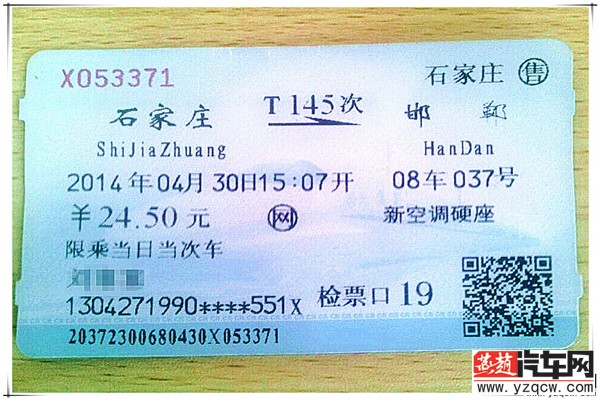 X053371
石家庄 售
石家庄 T145次 邯郸
ShiJiaZhuang HanDan
2014年04月30日15:07开 08车037号
￥24.50元 网 新空调硬座
限乘当日当次车
1304271990****551X 检票口19
20372300680430X053371
燕赵汽车网
www.yzqcw.com